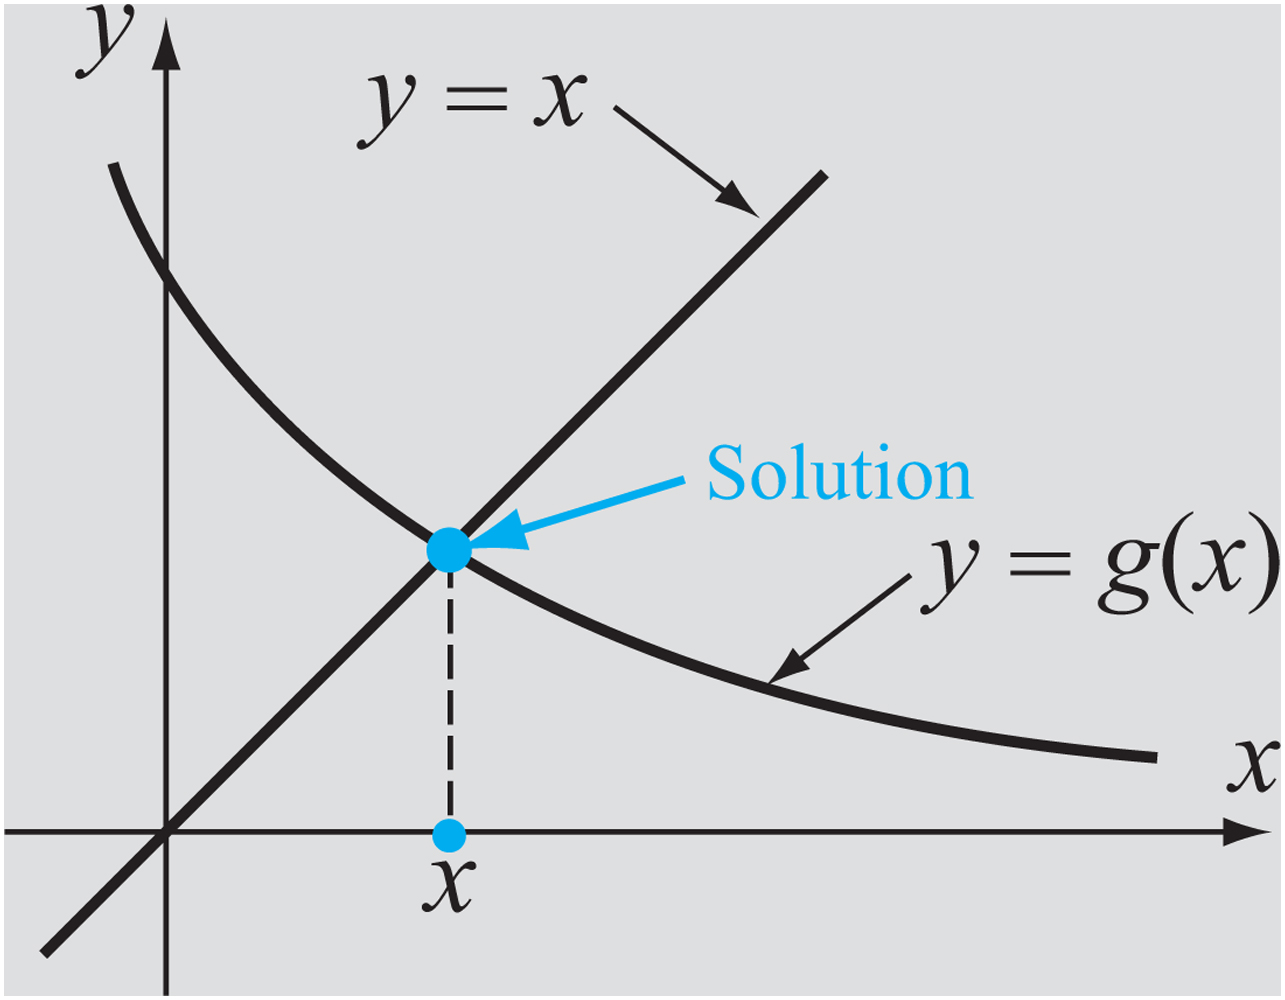 y
y = x
Solution
y = g(x)
x
x